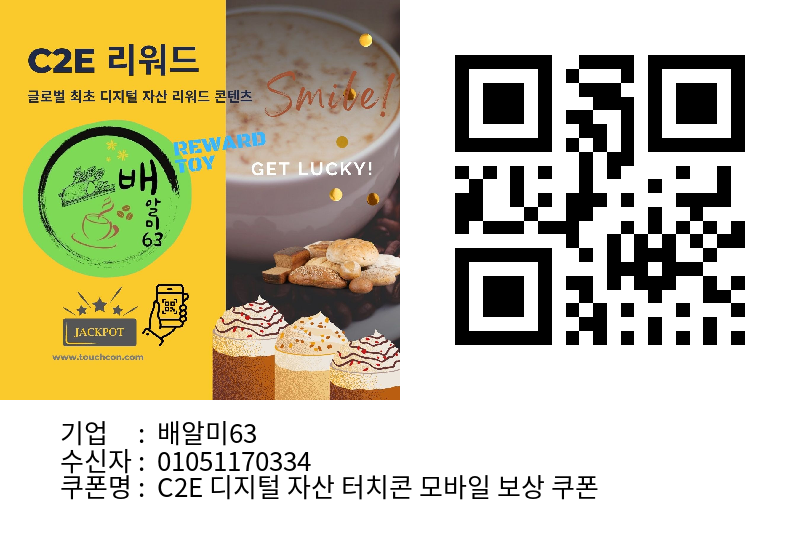 C2E 리워드
글로벌 최초 디지털 자산 리워드 콘텐츠
Smile!
REWARD
TOY
GET LUCKY!
배
알
미
63
JACKPOT
www.touchcon.com
기업 : 배알미63
수신자 : 01051170334
쿠폰명 : C2E 디지털 자산 터치콘 모바일 보상 쿠폰